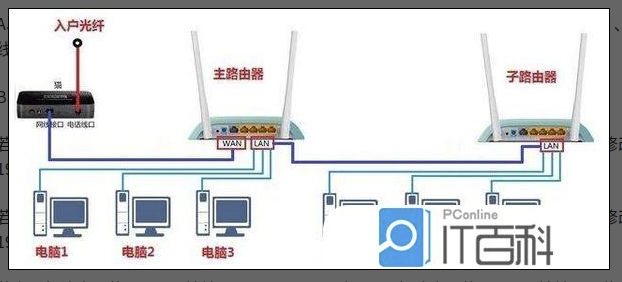 入户光纤
猫
主路由器
子路由器
网线接口
电话线口
WAN
LAN
LAN
电脑1
电脑2
电脑3
PConline
IT百科